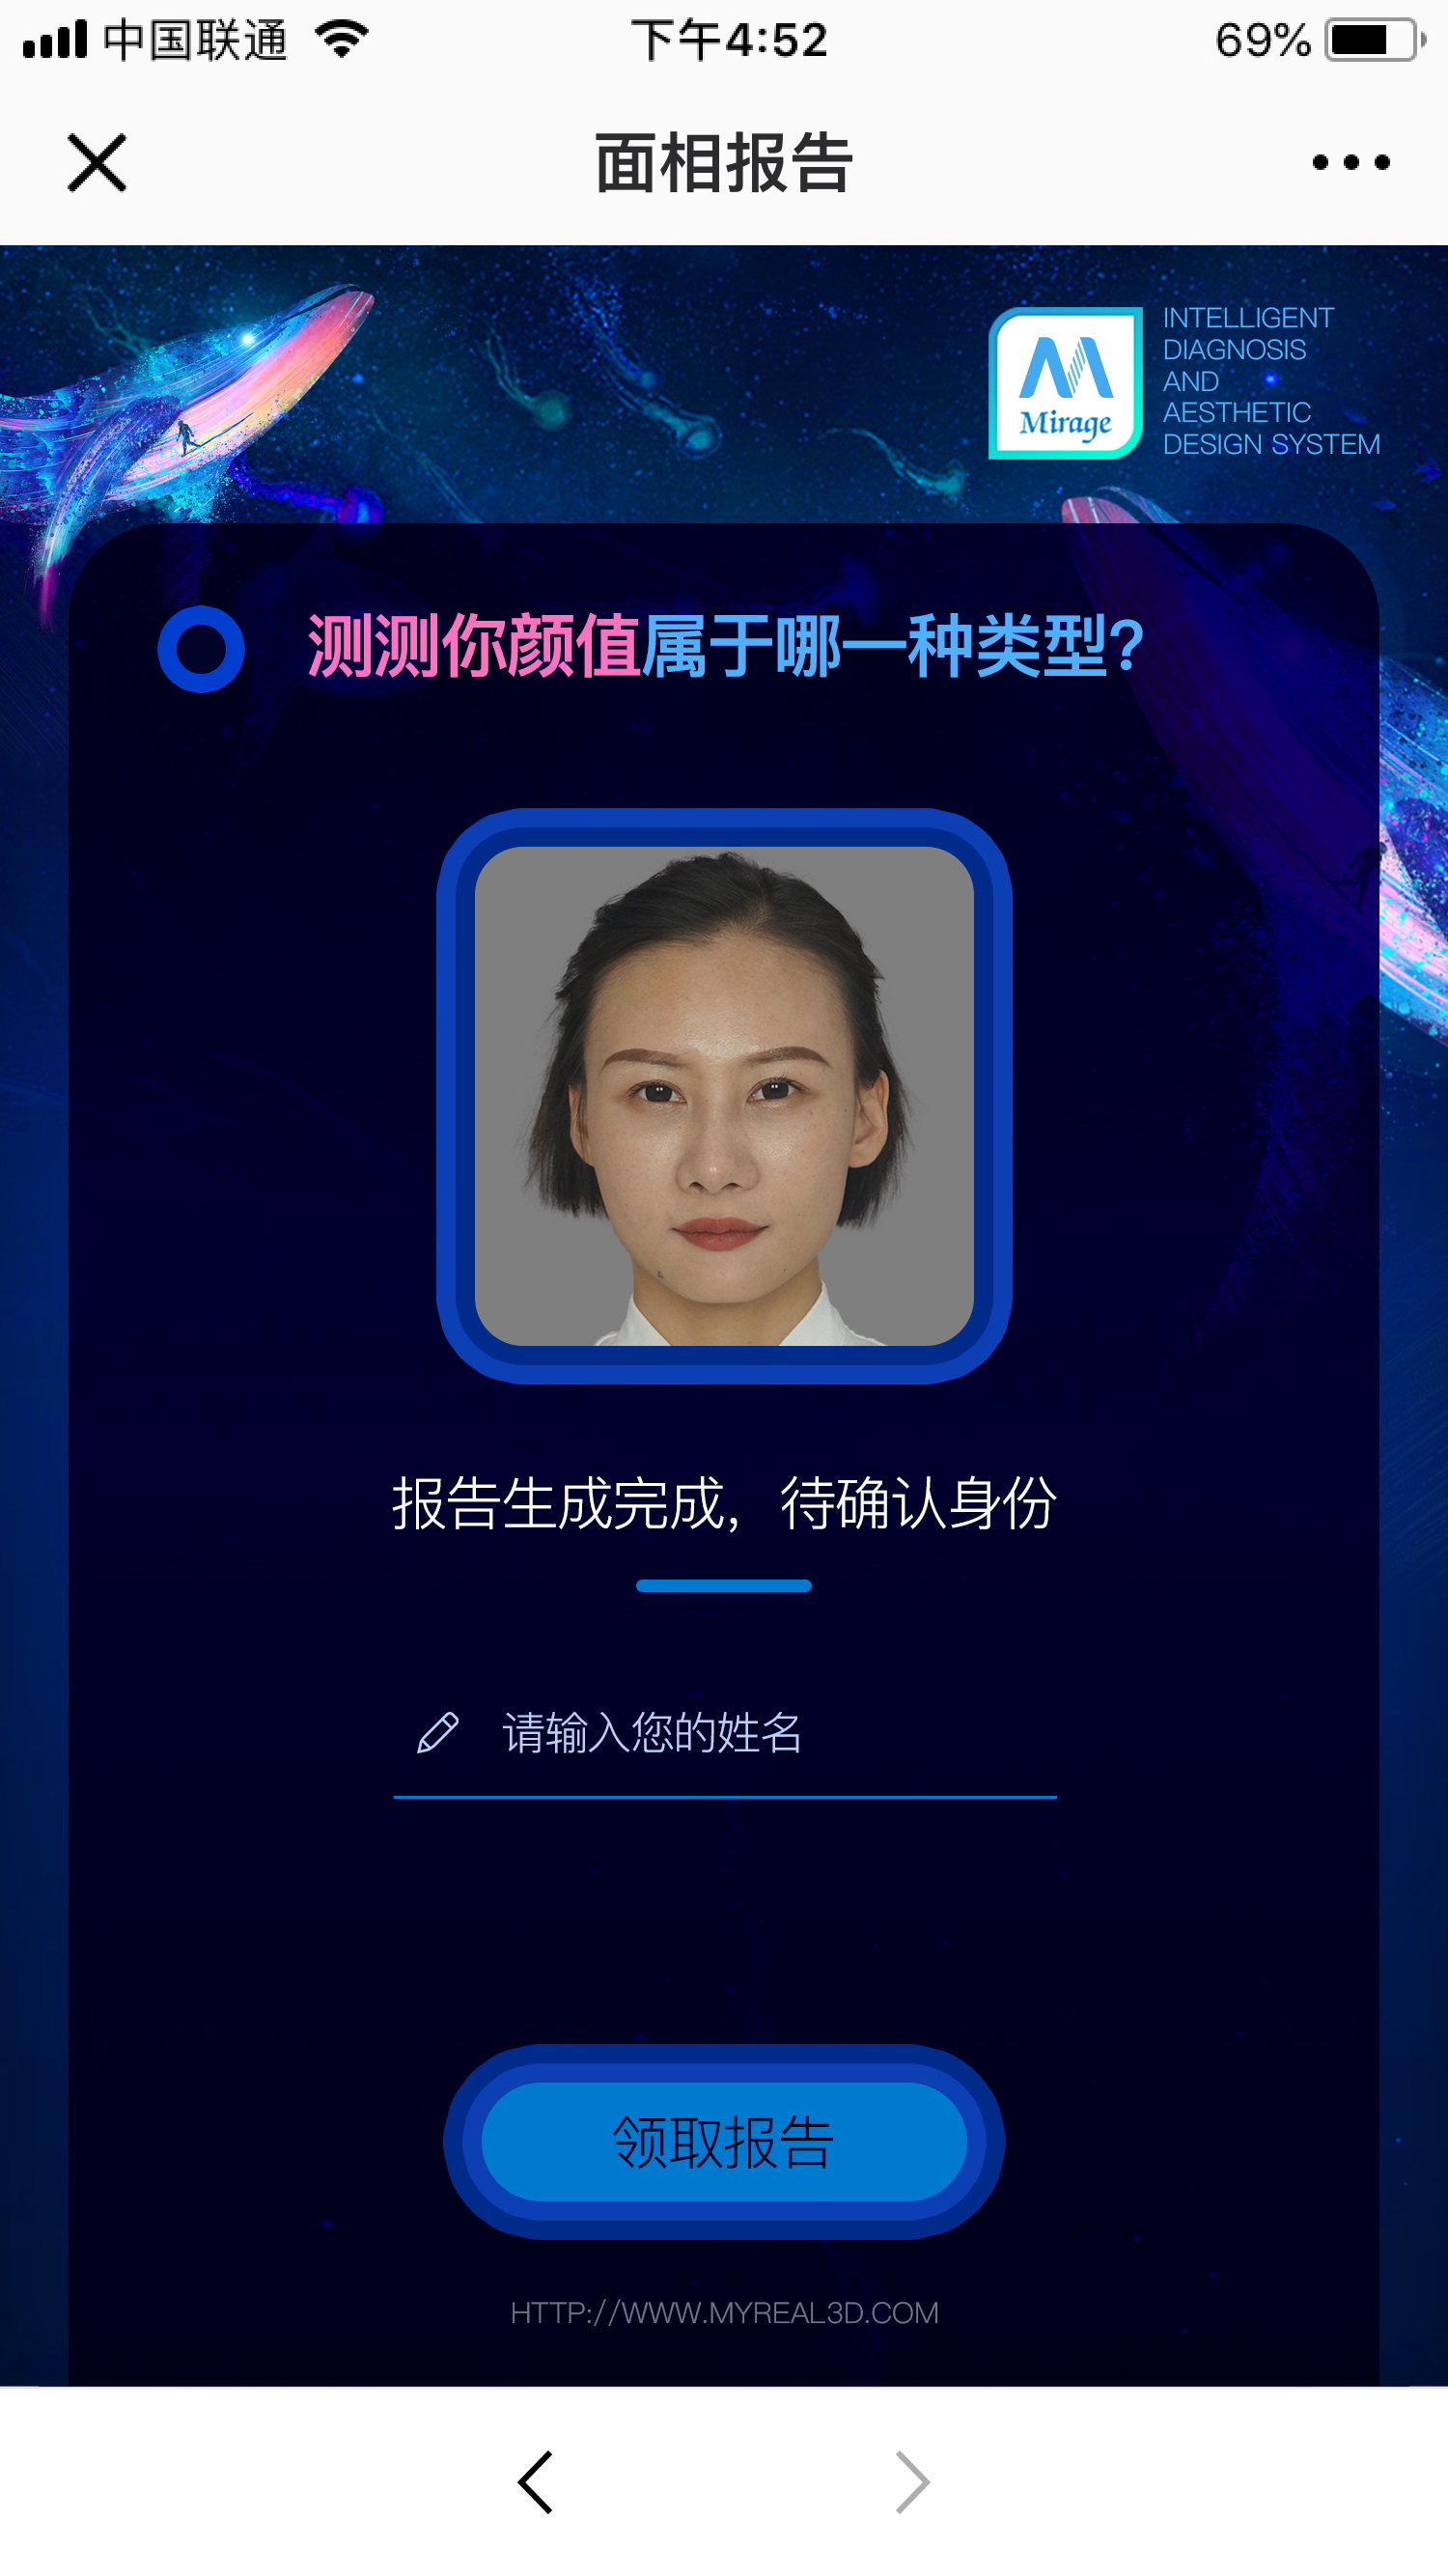 中国联通
下午4:52
69%
面相报告
M
Mirage
INTELLIGENT
DIAGNOSIS
AND
AESTHETIC
DESIGN SYSTEM
测测你颜值属于哪一种类型?
报告生成完成，待确认身份
请输入您的姓名
领取报告
HTTP://WWW.MYREAL3D.COM